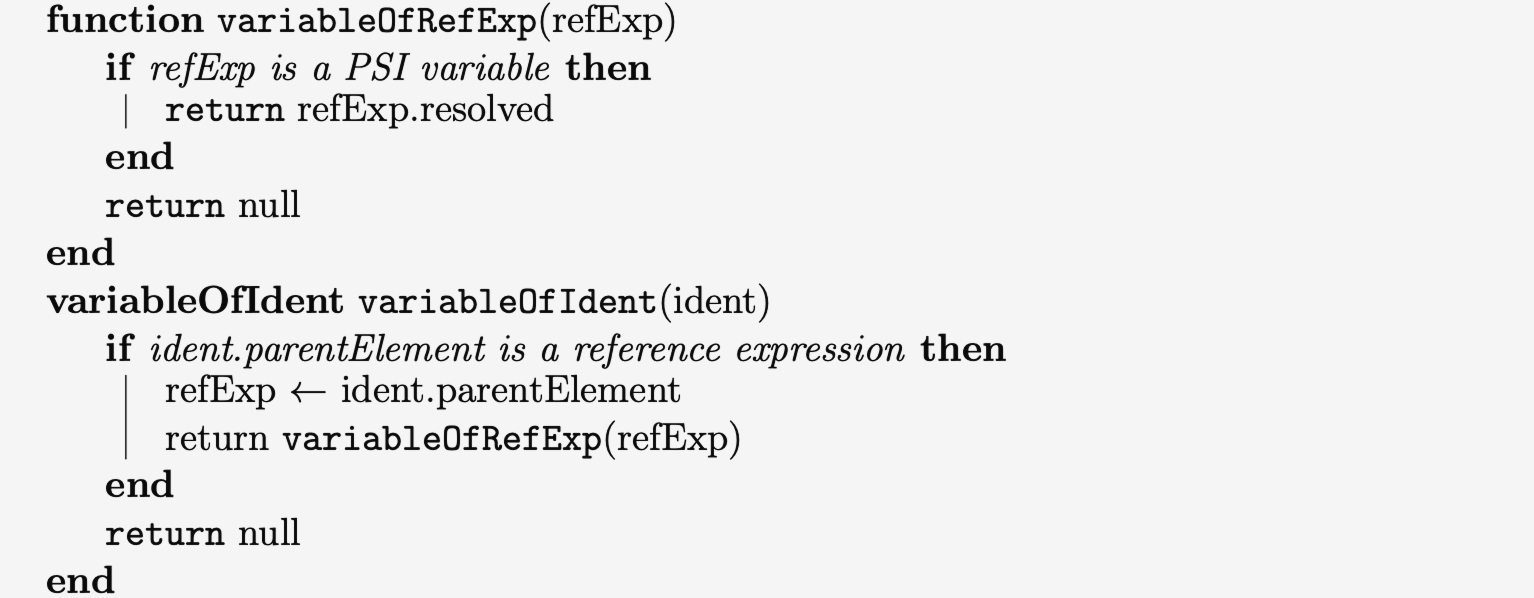 function variableOfRefExp(refExp)
if refExp is a PSI variable then
return refExp.resolved
end
return null
end
variableOfIdent variableOfIdent(ident)
if ident.parentElement is a reference expression then
refExp ← ident.parentElement
return variableOfRefExp(refExp)
end
return null
end